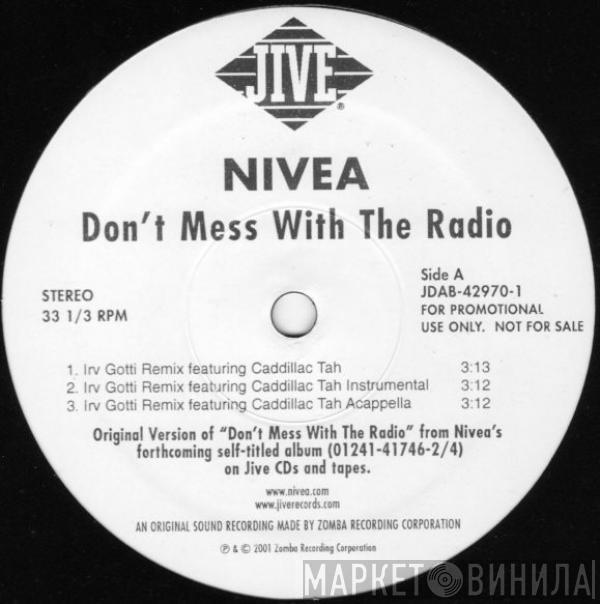 JIVE
®
NIVEA
Don't Mess With The Radio
STEREO
33 1/3 RPM
Side A
JDAB-42970-1
FOR PROMOTIONAL
USE ONLY. NOT FOR SALE
1. Irv Gotti Remix featuring Caddillac Tah 3:13
2. Irv Gotti Remix featuring Caddillac Tah Instrumental 3:12
3. Irv Gotti Remix featuring Caddillac Tah Acappella 3:12
Original Version of "Don't Mess With The Radio" from Nivea's
forthcoming self-titled album (01241-41746-2/4)
on Jive CDs and tapes.
www.nivea.com
www.jiverecords.com
AN ORIGINAL SOUND RECORDING MADE BY ZOMBA RECORDING CORPORATION
℗ & © 2001 Zomba Recording Corporation
МАРКЕТ ВИНИЛА